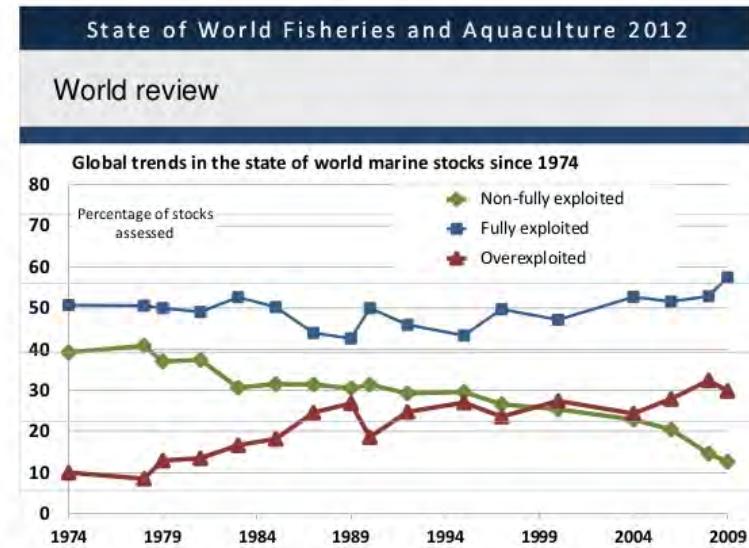 State of World Fisheries and Aquaculture 2012
World review
Global trends in the state of world marine stocks since 1974
80
70
60
50
40
30
20
10
0
Percentage of stocks
assessed
Non-fully exploited
Fully exploited
Overexploited
1974 1979 1984 1989 1994 1999 2004 2009